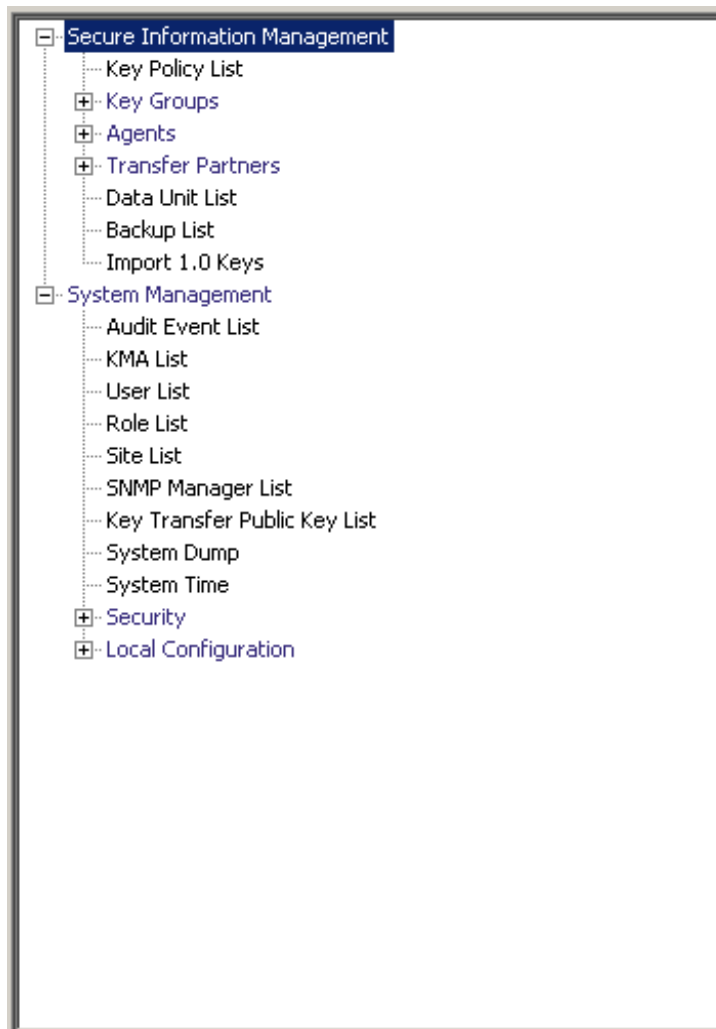 Secure Information Management
Key Policy List
Key Groups
Agents
Transfer Partners
Data Unit List
Backup List
Import 1.0 Keys
System Management
Audit Event List
KMA List
User List
Role List
Site List
SNMP Manager List
Key Transfer Public Key List
System Dump
System Time
Security
Local Configuration